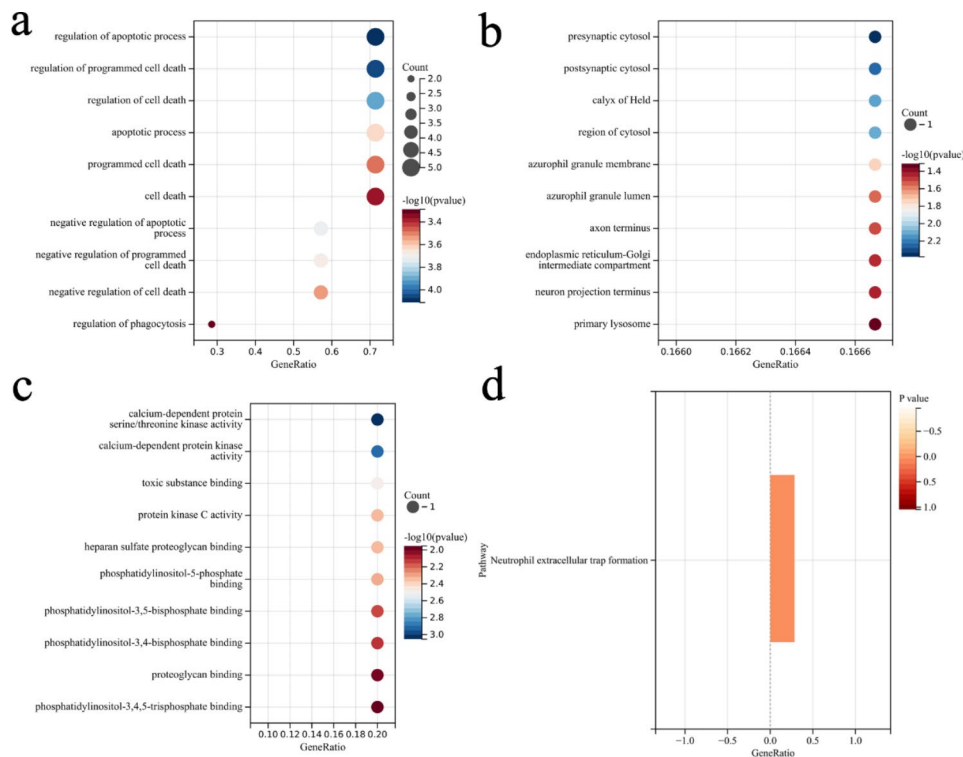 a
regulation of apoptotic process
regulation of programmed cell death
regulation of cell death
apoptotic process
programmed cell death
cell death
negative regulation of apoptotic
process
negative regulation of programmed
cell death
negative regulation of cell death
regulation of phagocytosis
0.3 0.4 0.5 0.6 0.7
GeneRatio
Count
2.0
2.5
3.0
3.5
4.0
4.5
5.0
-log10(pvalue)
3.4
3.6
3.8
4.0
b
presynaptic cytosol
postsynaptic cytosol
calyx of Held
region of cytosol
azurophil granule membrane
azurophil granule lumen
axon terminus
endoplasmic reticulum-Golgi
intermediate compartment
neuron projection terminus
primary lysosome
0.1660 0.1662 0.1664 0.1666
GeneRatio
Count
1
-log10(pvalue)
1.4
1.6
1.8
2.0
2.2
c
calcium-dependent protein
serine/threonine kinase activity
calcium-dependent protein kinase
activity
toxic substance binding
protein kinase C activity
heparan sulfate proteoglycan binding
phosphatidylinositol-5-phosphate
binding
phosphatidylinositol-3,5-bisphosphate binding
phosphatidylinositol-3,4-bisphosphate binding
proteoglycan binding
phosphatidylinositol-3,4,5-trisphosphate binding
0.10 0.12 0.14 0.16 0.18 0.20
GeneRatio
Count
1
-log10(pvalue)
2.0
2.2
2.4
2.6
2.8
3.0
d
Pathway
Neutrophil extracellular trap formation
−1.0 −0.5 0.0 0.5 1.0
GeneRatio
P value
−0.5
0.0
0.5
1.0